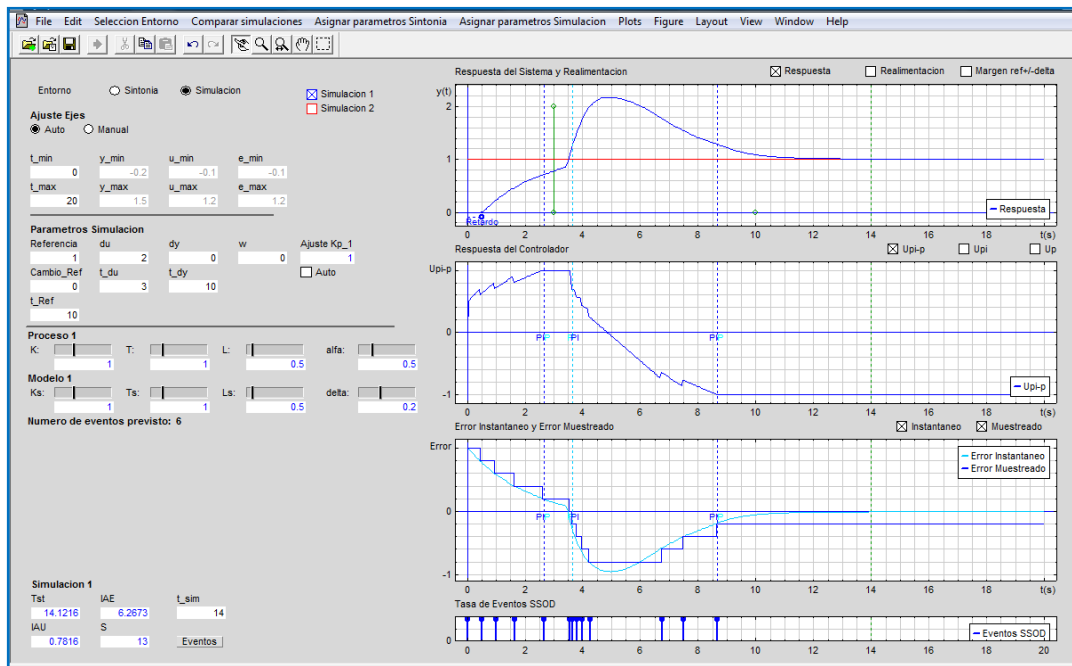 File Edit Seleccion Entorno Comparar simulaciones Asignar parametros Sintonia Asignar parametros Simulacion Plots Figure Layout View Window Help
Entorno Sintonia Simulacion
Simulacion 1
Simulacion 2
Ajuste Ejes
Auto Manual
t_min y_min u_min e_min
0 -0.2 -0.1 -0.1
t_max y_max u_max e_max
20 1.5 1.2 1.2
Parametros Simulacion
Referencia du dy w Ajuste Kp_1
1 2 0 0 1
Cambio_Ref t_du t_dy Auto
0 3 10
t_Ref
10
Proceso 1
K: T: L: alfa:
1 1 0.5 0.5
Modelo 1
Ks: Ts: Ls: delta:
1 1 0.5 0.2
Numero de eventos previsto: 6
Simulacion 1
Tst IAE t_sim
14.1216 6.2673 14
IAU S
0.7816 13 Eventos
Respuesta del Sistema y Realimentacion Respuesta Realimentacion Margen ref+/-delta
y(t)
2
1
0
Retardo
Respuesta
0 2 4 6 8 10 12 14 16 18 t(s)
Respuesta del Controlador Upi-p Upi Up
Upi-p
0
PI P PI PI P
-1
Upi-p
0 2 4 6 8 10 12 14 16 18 t(s)
Error Instantaneo y Error Muestreado Instantaneo Muestreado
Error
Error Instantaneo
Error Muestreado
0
PI P PI PI P
-1
0 2 4 6 8 10 12 14 16 18 t(s)
Tasa de Eventos SSOD
0
Eventos SSOD